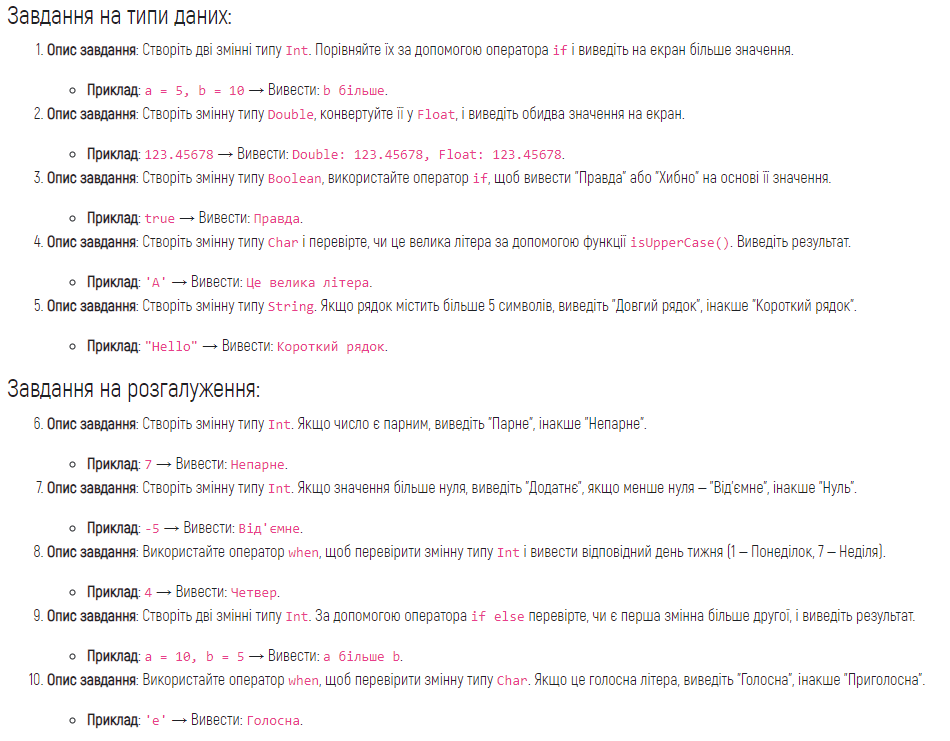 Завдання на типи даних:
1. Опис завдання: Створіть дві змінні типу Int. Порівняйте їх за допомогою оператора if і виведіть на екран більше значення.
Приклад: a = 5, b = 10 → Вивести: b більше.
2. Опис завдання: Створіть змінну типу Double, конвертуйте її у Float, і виведіть обидва значення на екран.
Приклад: 123.45678 → Вивести: Double: 123.45678, Float: 123.45678.
3. Опис завдання: Створіть змінну типу Boolean, використайте оператор if, щоб вивести "Правда" або "Хибно" на основі її значення.
Приклад: true → Вивести: Правда.
4. Опис завдання: Створіть змінну типу Char і перевірте, чи це велика літера за допомогою функції isUpperCase(). Виведіть результат.
Приклад: 'A' → Вивести: Це велика літера.
5. Опис завдання: Створіть змінну типу String. Якщо рядок містить більше 5 символів, виведіть "Довгий рядок", інакше "Короткий рядок".
Приклад: "Hello" → Вивести: Короткий рядок.
Завдання на розгалуження:
6. Опис завдання: Створіть змінну типу Int. Якщо число є парним, виведіть "Парне", інакше "Непарне".
Приклад: 7 → Вивести: Непарне.
7. Опис завдання: Створіть змінну типу Int. Якщо значення більше нуля, виведіть "Додатнє", якщо менше нуля – "Від'ємне", інакше "Нуль".
Приклад: -5 → Вивести: Від'ємне.
8. Опис завдання: Використайте оператор when, щоб перевірити змінну типу Int і вивести відповідний день тижня (1 – Понеділок, 7 – Неділя).
Приклад: 4 → Вивести: Четвер.
9. Опис завдання: Створіть дві змінні типу Int. За допомогою оператора if else перевірте, чи є перша змінна більше другої, і виведіть результат.
Приклад: a = 10, b = 5 → Вивести: a більше b.
10. Опис завдання: Використайте оператор when, щоб перевірити змінну типу Char. Якщо це голосна літера, виведіть "Голосна", інакше "Приголосна".
Приклад: 'e' → Вивести: Голосна.